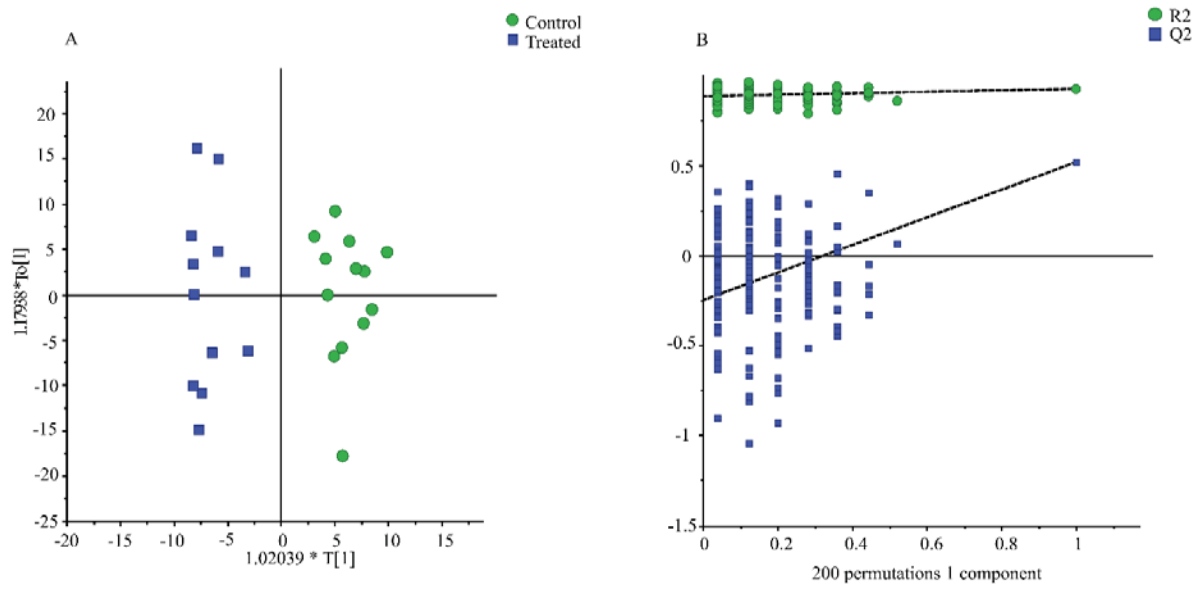 A
Control
Treated
20
15
10
5
0
-5
-10
-15
-20
-25
1.17938*To[1]
-20 -15 -10 -5 0 5 10 15
1.02039 * T[1]
B
R2
Q2
0.5
0
-0.5
-1
-1.5
0 0.2 0.4 0.6 0.8 1
200 permutations 1 component